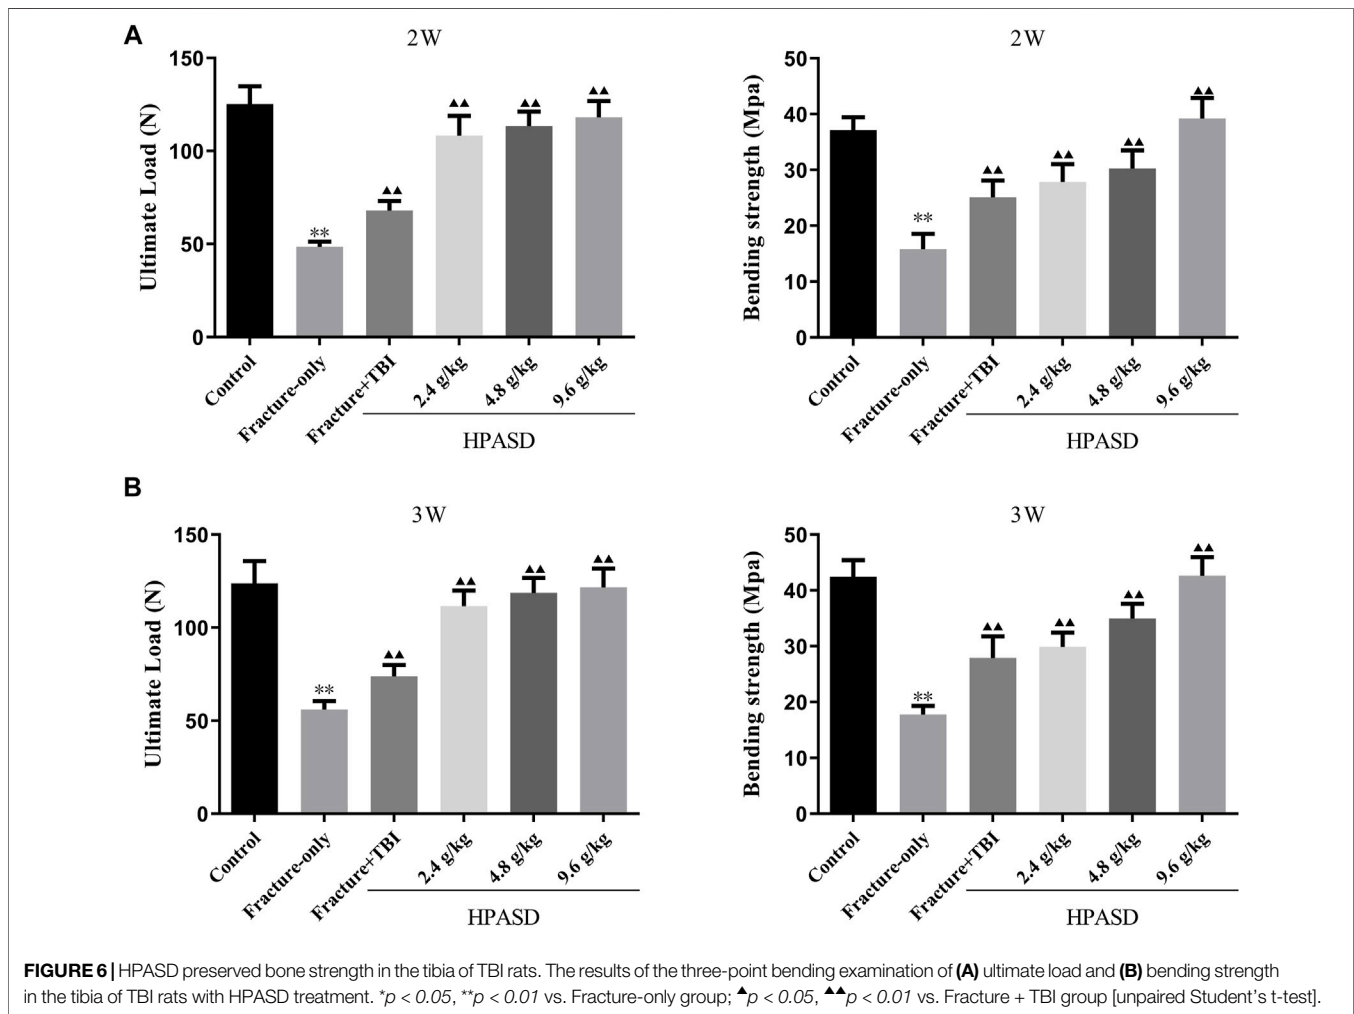 A
2W
150
100
50
0
Ultimate Load (N)
▲▲
▲▲
▲▲
▲▲
**
Control
Fracture-only
Fracture+TBI
2.4 g/kg
4.8 g/kg
9.6 g/kg
HPASD
2W
50
40
30
20
10
0
Bending strength (Mpa)
**
▲▲
▲▲
▲▲
▲▲
Control
Fracture-only
Fracture+TBI
2.4 g/kg
4.8 g/kg
9.6 g/kg
HPASD
B
3W
150
100
50
0
Ultimate Load (N)
**
▲▲
▲▲
▲▲
▲▲
Control
Fracture-only
Fracture+TBI
2.4 g/kg
4.8 g/kg
9.6 g/kg
HPASD
3W
50
40
30
20
10
0
Bending strength (Mpa)
**
▲▲
▲▲
▲▲
▲▲
Control
Fracture-only
Fracture+TBI
2.4 g/kg
4.8 g/kg
9.6 g/kg
HPASD
FIGURE 6 | HPASD preserved bone strength in the tibia of TBI rats. The results of the three-point bending examination of (A) ultimate load and (B) bending strength
in the tibia of TBI rats with HPASD treatment. *p < 0.05, **p < 0.01 vs. Fracture-only group; ▲p < 0.05, ▲▲p < 0.01 vs. Fracture + TBI group [unpaired Student's t-test].